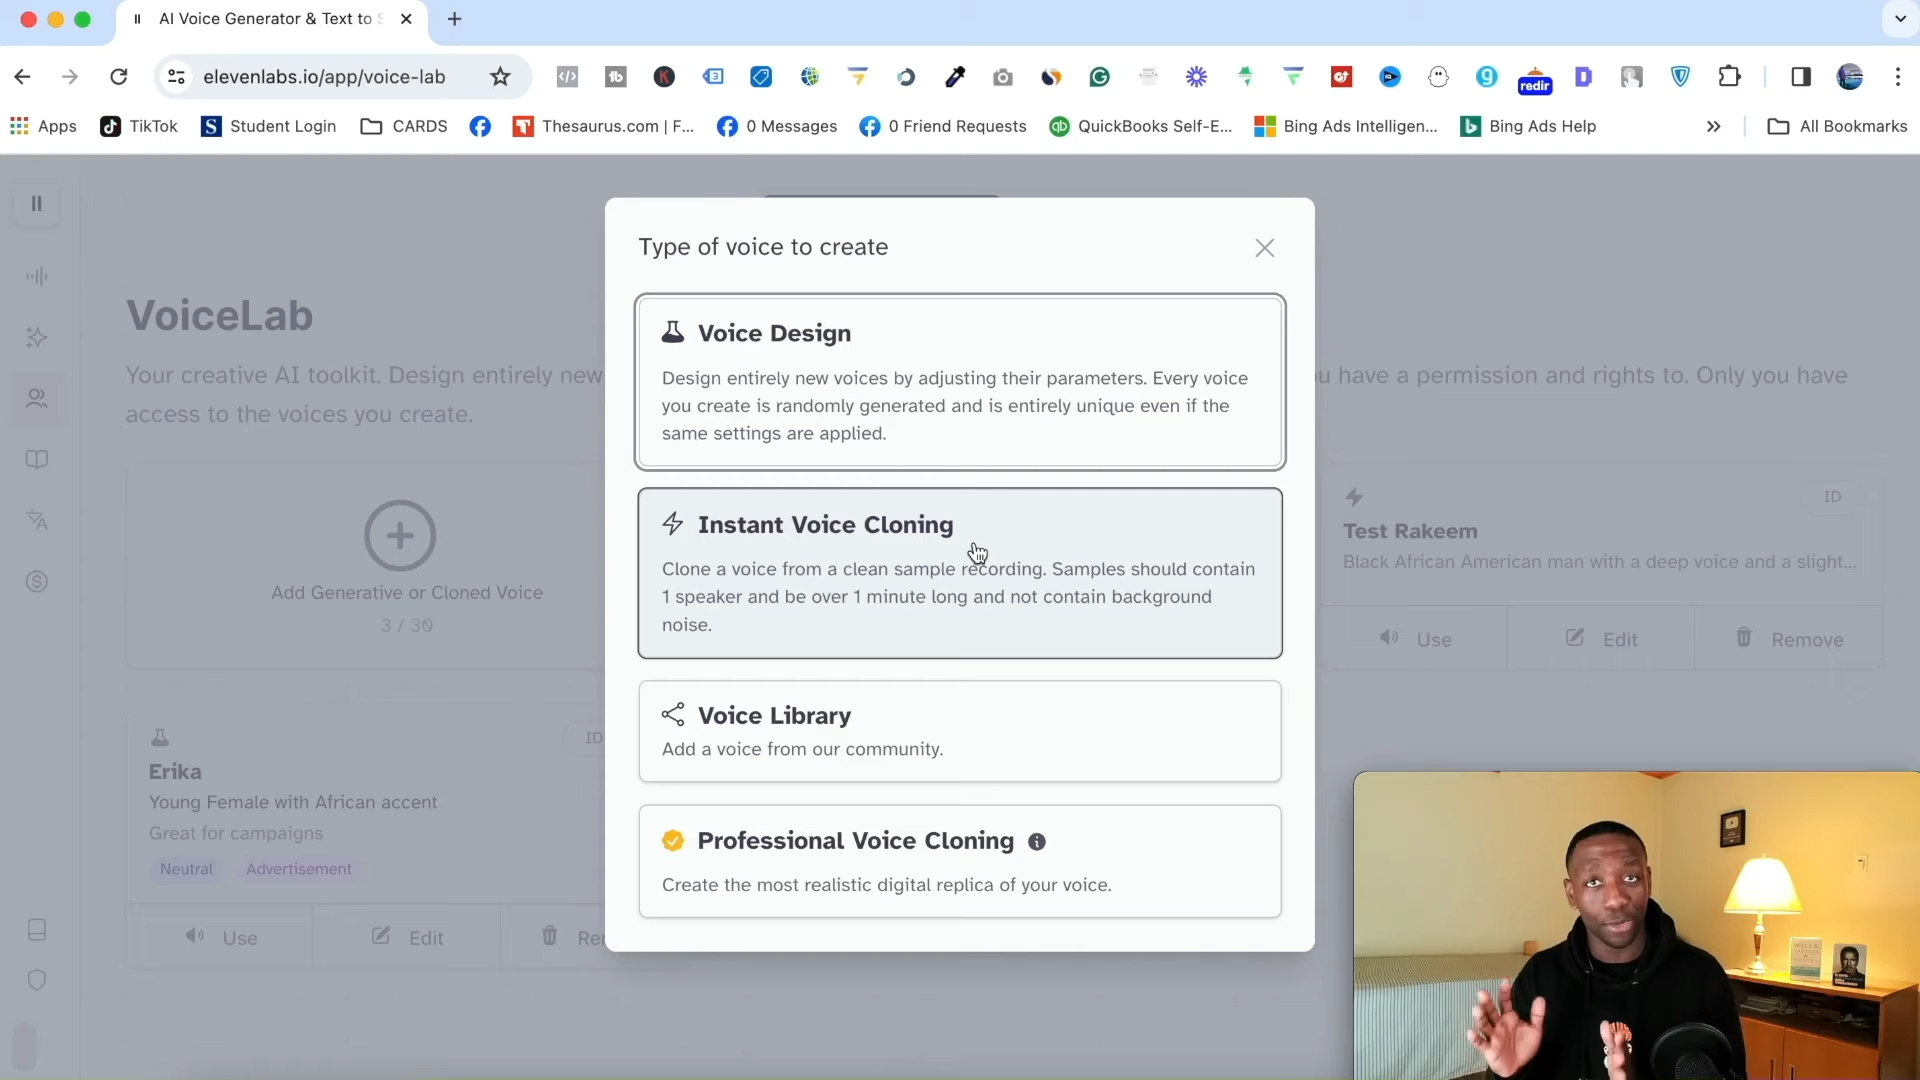 AI Voice Generator & Text to S
elevenlabs.io/app/voice-lab
redir
Apps
TikTok
Student Login
CARDS
Thesaurus.com | F...
0 Messages
0 Friend Requests
QuickBooks Self-E...
Bing Ads Intelligen...
Bing Ads Help
All Bookmarks
VoiceLab
Your creative AI toolkit. Design entirely new
u have a permission and rights to. Only you have
access to the voices you create.
Add Generative or Cloned Voice
3 / 30
Type of voice to create
Voice Design
Design entirely new voices by adjusting their parameters. Every voice
you create is randomly generated and is entirely unique even if the
same settings are applied.
Instant Voice Cloning
Clone a voice from a clean sample recording. Samples should contain
1 speaker and be over 1 minute long and not contain background
noise.
Voice Library
Add a voice from our community.
Professional Voice Cloning
Create the most realistic digital replica of your voice.
ID
Test Rakeem
Black African American man with a deep voice and a slight...
Use
Edit
Remove
ID
Erika
Young Female with African accent
Great for campaigns
Neutral
Advertisement
Use
Edit
Re